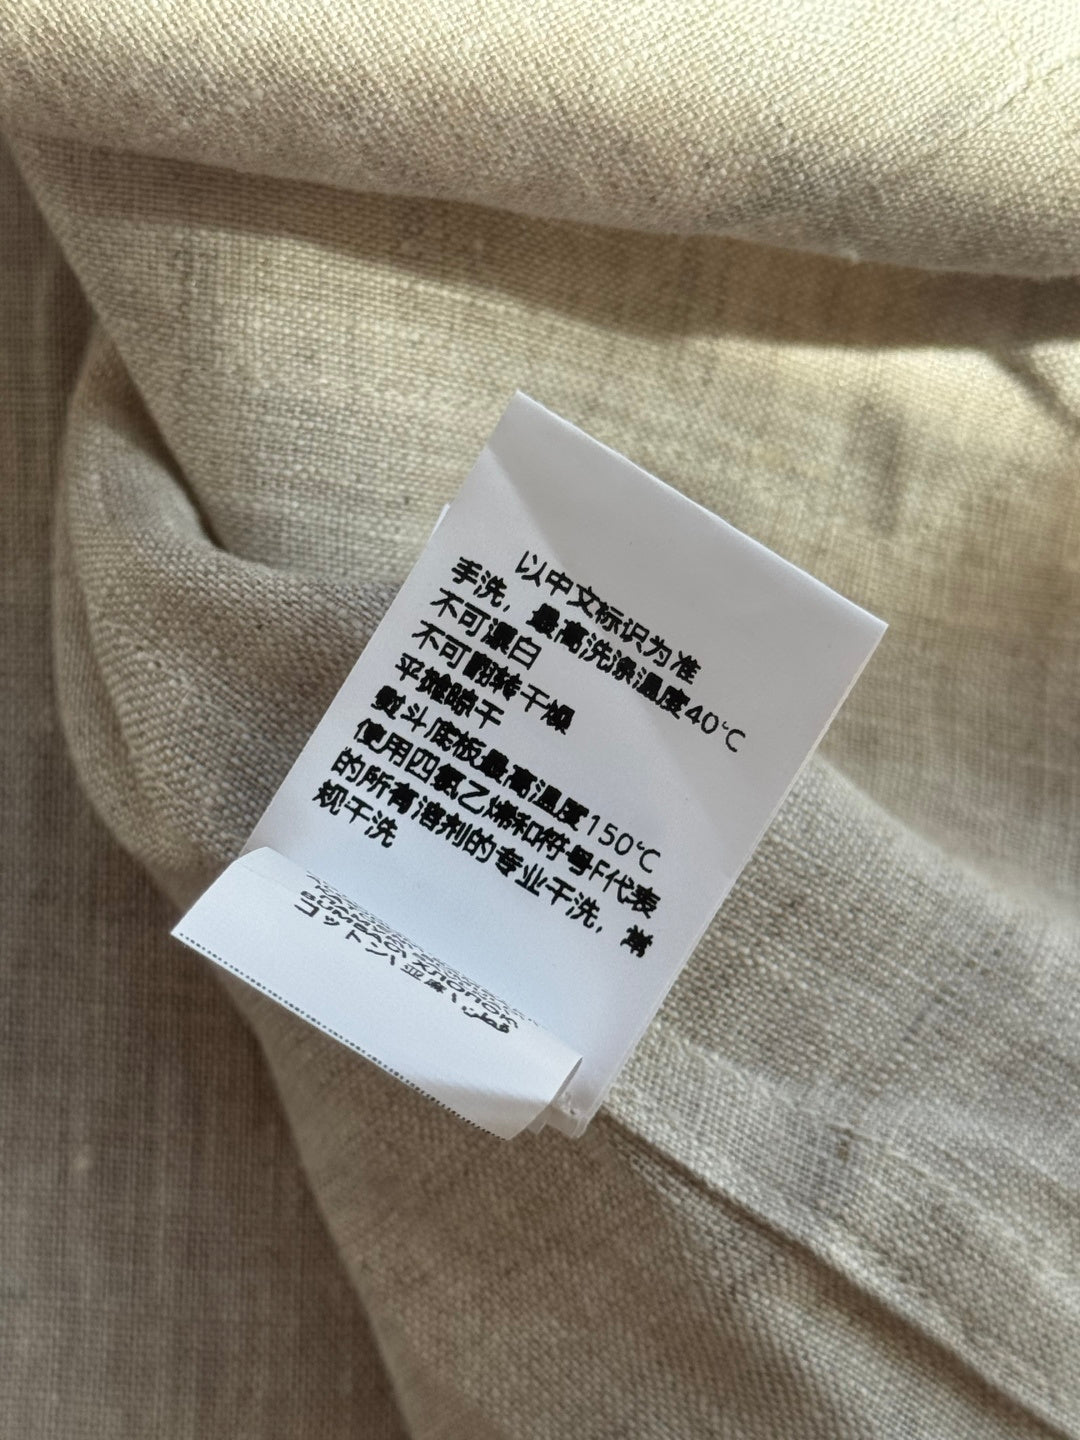 以中文标识为准
手洗，最高洗涤温度40℃
不可漂白
不可翻转干燥
平摊晾干
熨斗底板最高温度150℃
使用四氯乙烯和符号F代表
的所有溶剂的专业干洗，常
规干洗